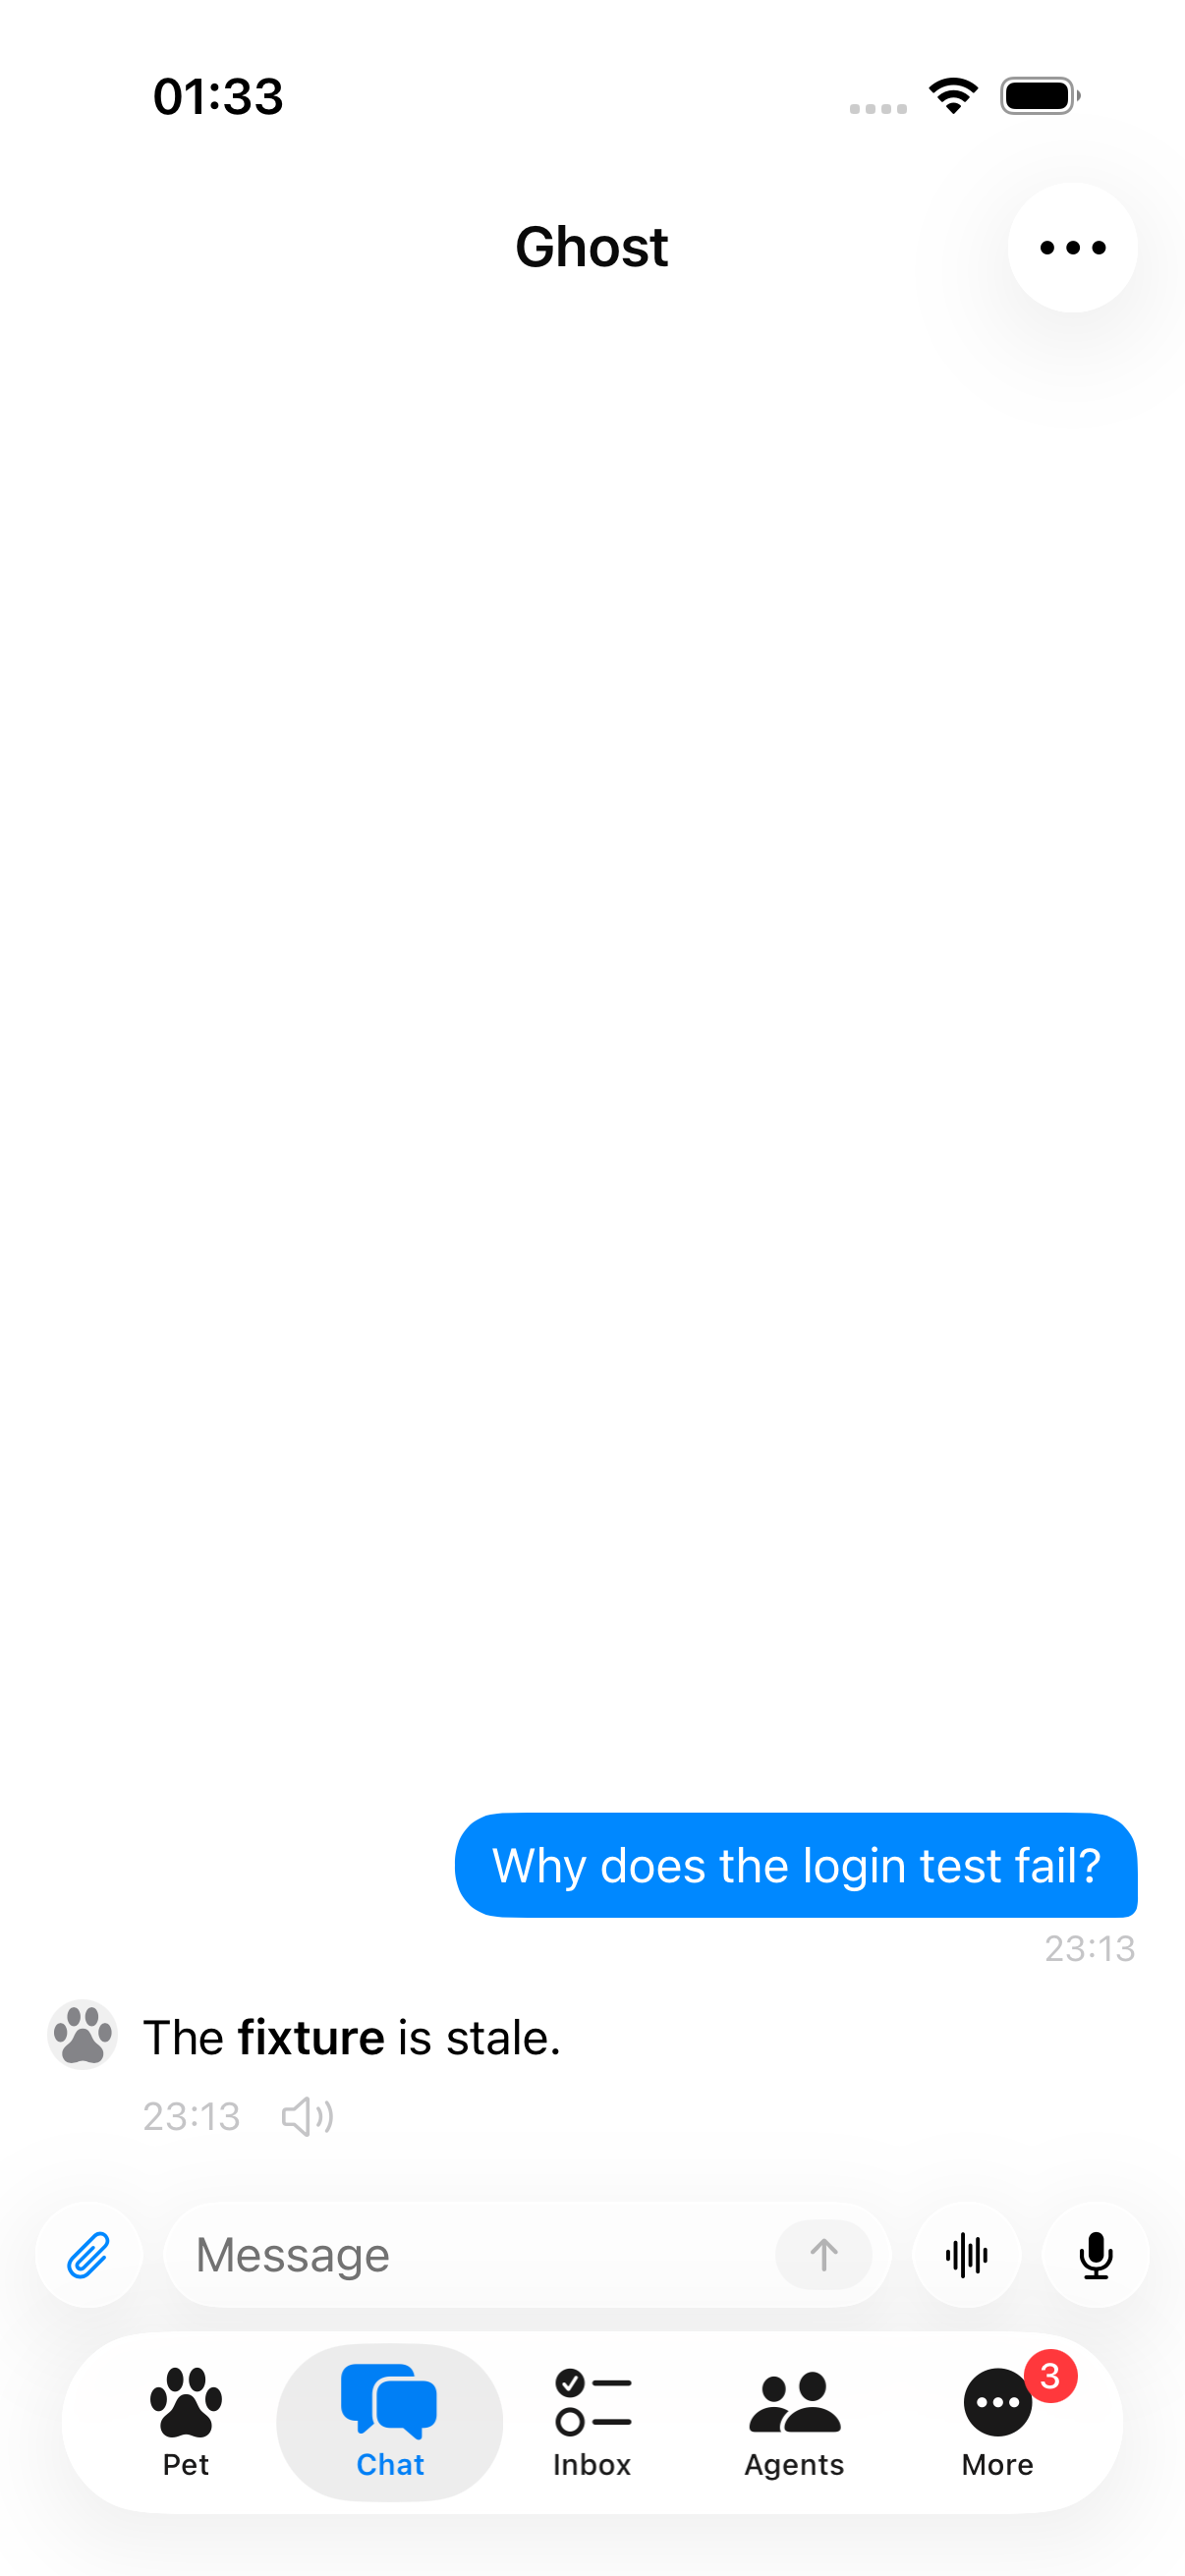 01:33
Ghost
Why does the login test fail?
23:13
The fixture is stale.
23:13
Message
3
Pet
Chat
Inbox
Agents
More